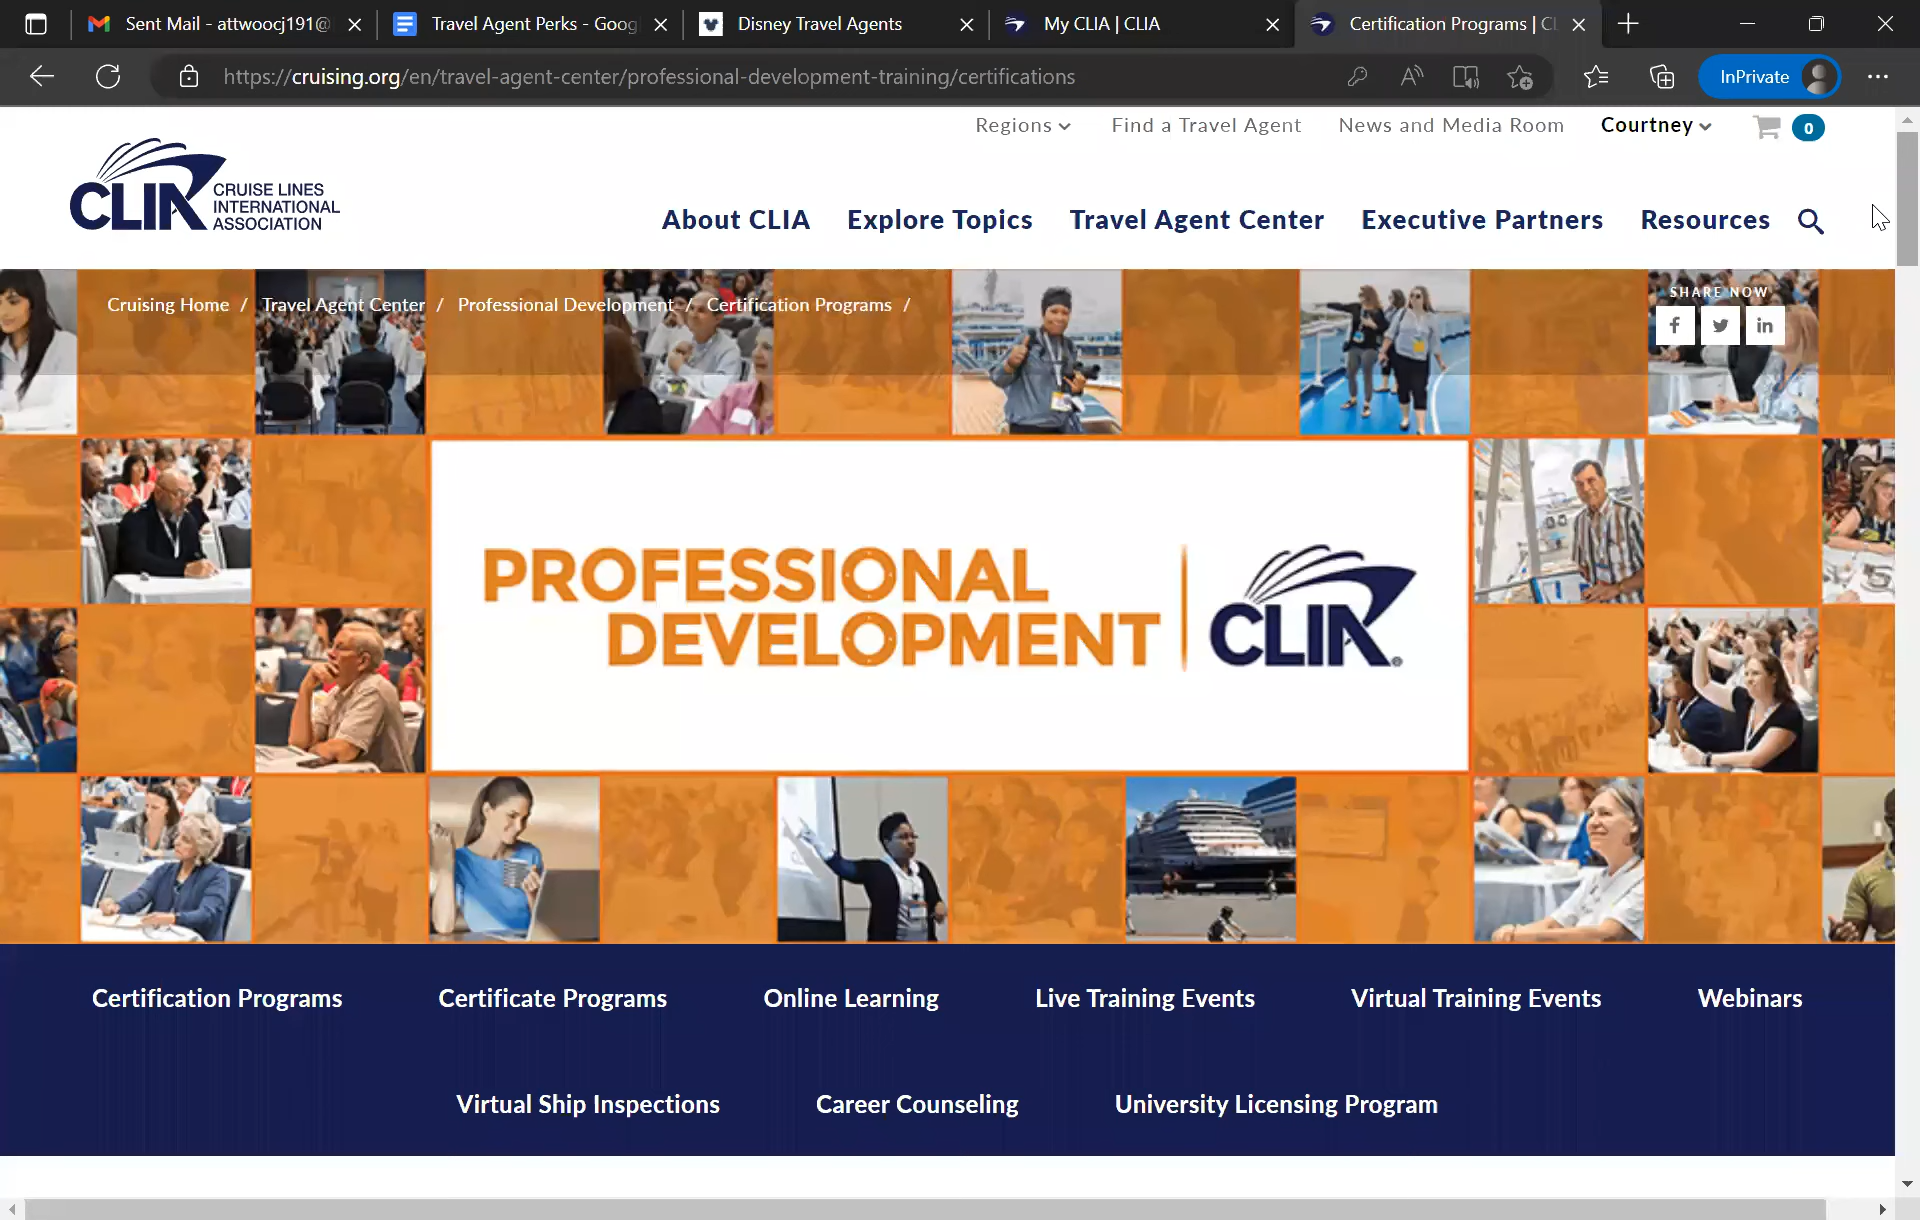 Sent Mail - attwoocj191@
Travel Agent Perks - Goog
Disney Travel Agents
My CLIA | CLIA
Certification Programs | Cl
https://cruising.org/en/travel-agent-center/professional-development-training/certifications
InPrivate
Regions
Find a Travel Agent
News and Media Room
Courtney
0
CLIA CRUISE LINES
INTERNATIONAL
ASSOCIATION
About CLIA
Explore Topics
Travel Agent Center
Executive Partners
Resources
Cruising Home / Travel Agent Center / Professional Development / Certification Programs /
SHARE NOW
PROFESSIONAL
DEVELOPMENT
CLIA®
Certification Programs
Certificate Programs
Online Learning
Live Training Events
Virtual Training Events
Webinars
Virtual Ship Inspections
Career Counseling
University Licensing Program